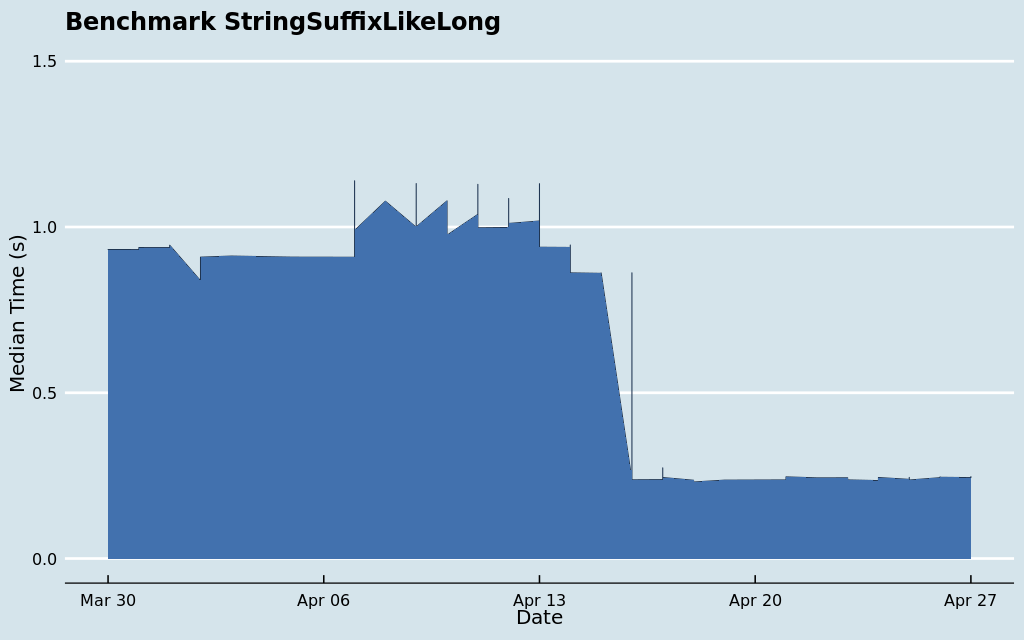 Benchmark StringSuffixLikeLong
1.5
1.0
0.5
0.0
Median Time (s)
Mar 30
Apr 06
Apr 13
Apr 20
Apr 27
Date